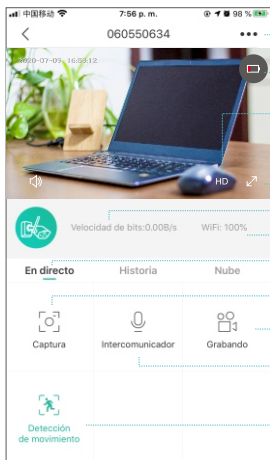 中国移动 7:56 p. m. 98 %
060550634
2020-07-09 16:59:12
HD
Velocidad de bits:0.00B/s WiFi: 100%
En directo Historia Nube
Captura Intercomunicador Grabando
Detección
de movimiento